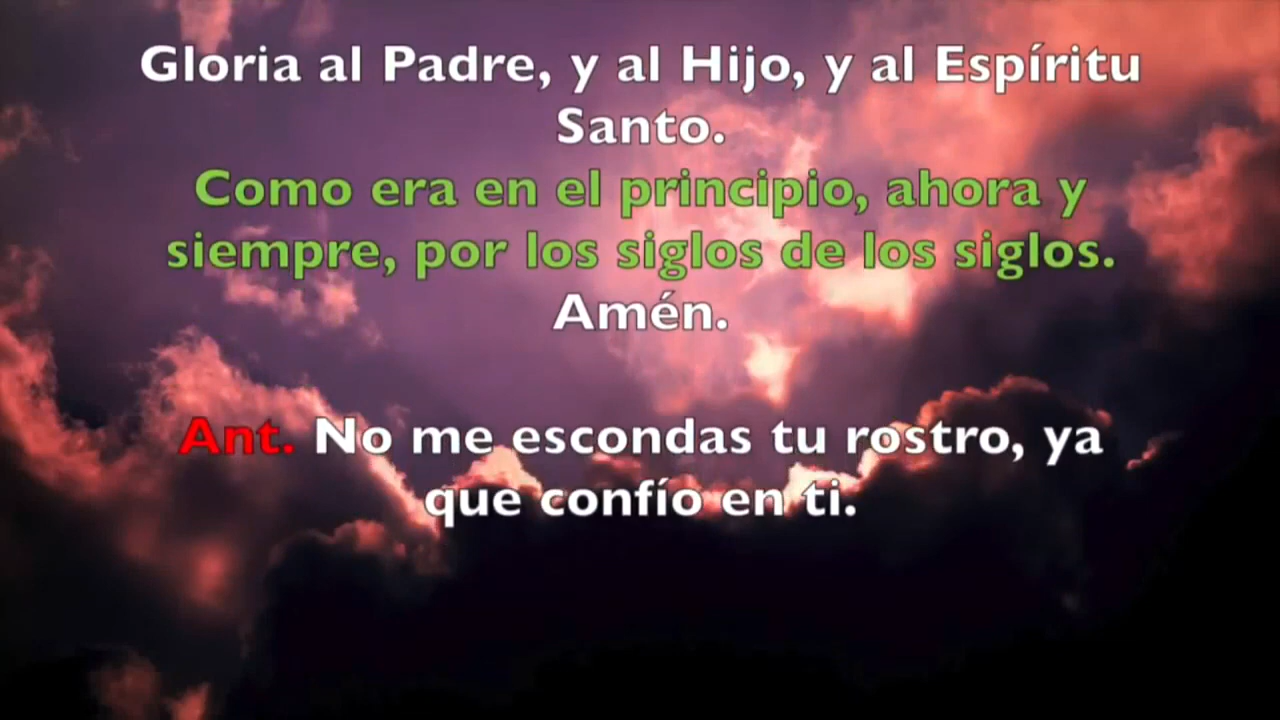 Gloria al Padre, y al Hijo, y al Espíritu
Santo.
Como era en el principio, ahora y
siempre, por los siglos de los siglos.
Amén.
Ant. No me escondas tu rostro, ya
que confío en ti.